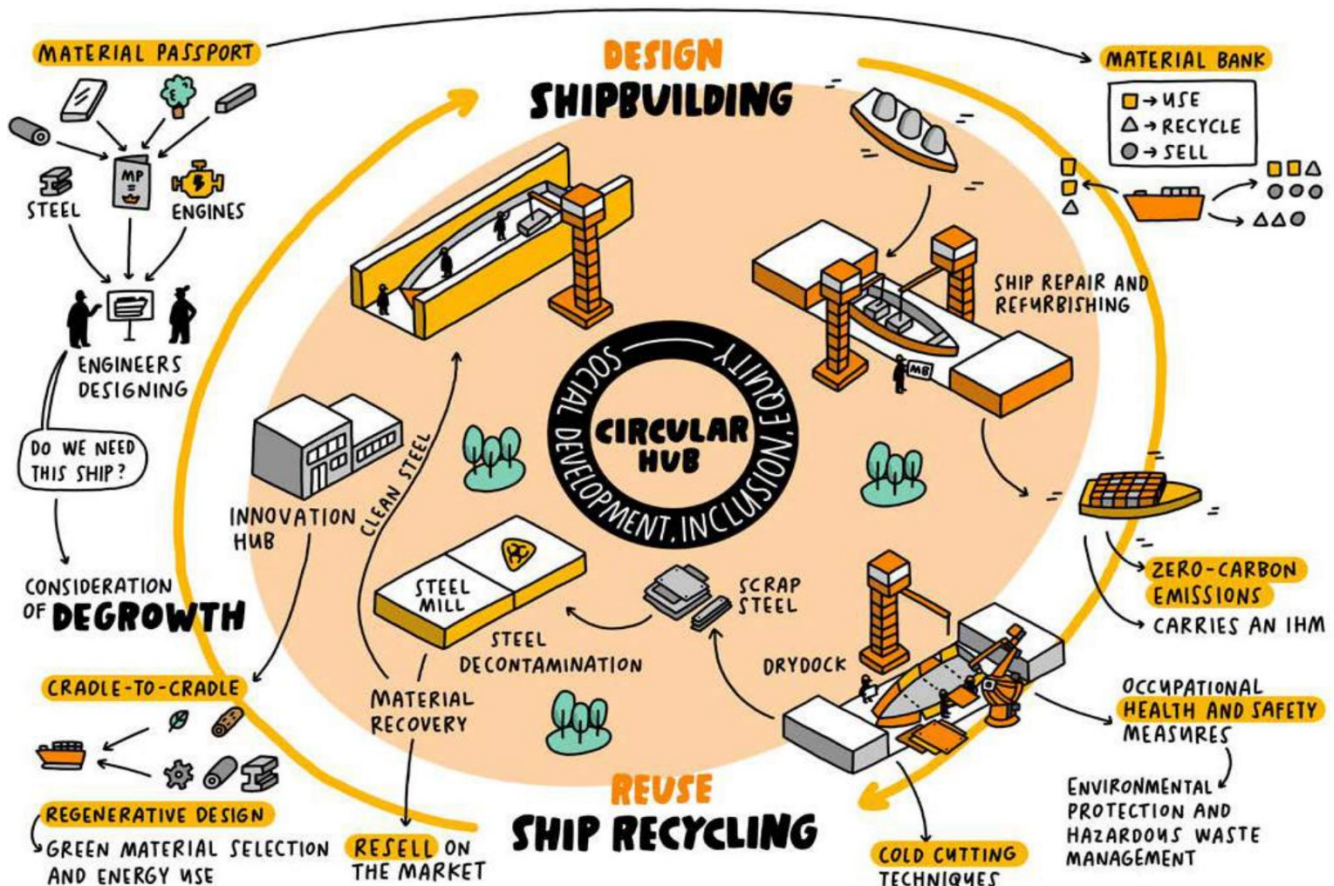 MATERIAL PASSPORT
MP
STEEL
ENGINES
ENGINEERS
DESIGNING
DO WE NEED
THIS SHIP?
CONSIDERATION
OF DEGROWTH
DESIGN
SHIPBUILDING
MATERIAL BANK
→ USE
→ RECYCLE
→ SELL
SHIP REPAIR AND
REFURBISHING
CIRCULAR
HUB
SOCIAL DEVELOPMENT, INCLUSION, EQUITY
INNOVATION
HUB
CLEAN STEEL
STEEL
MILL
STEEL
DECONTAMINATION
SCRAP
STEEL
DRYDOCK
MATERIAL
RECOVERY
ZERO-CARBON
EMISSIONS
CARRIES AN IHM
OCCUPATIONAL
HEALTH AND SAFETY
MEASURES
ENVIRONMENTAL
PROTECTION AND
HAZARDOUS WASTE
MANAGEMENT
CRADLE-TO-CRADLE
REGENERATIVE DESIGN
GREEN MATERIAL SELECTION
AND ENERGY USE
RESELL ON
THE MARKET
REUSE
SHIP RECYCLING
COLD CUTTING
TECHNIQUES